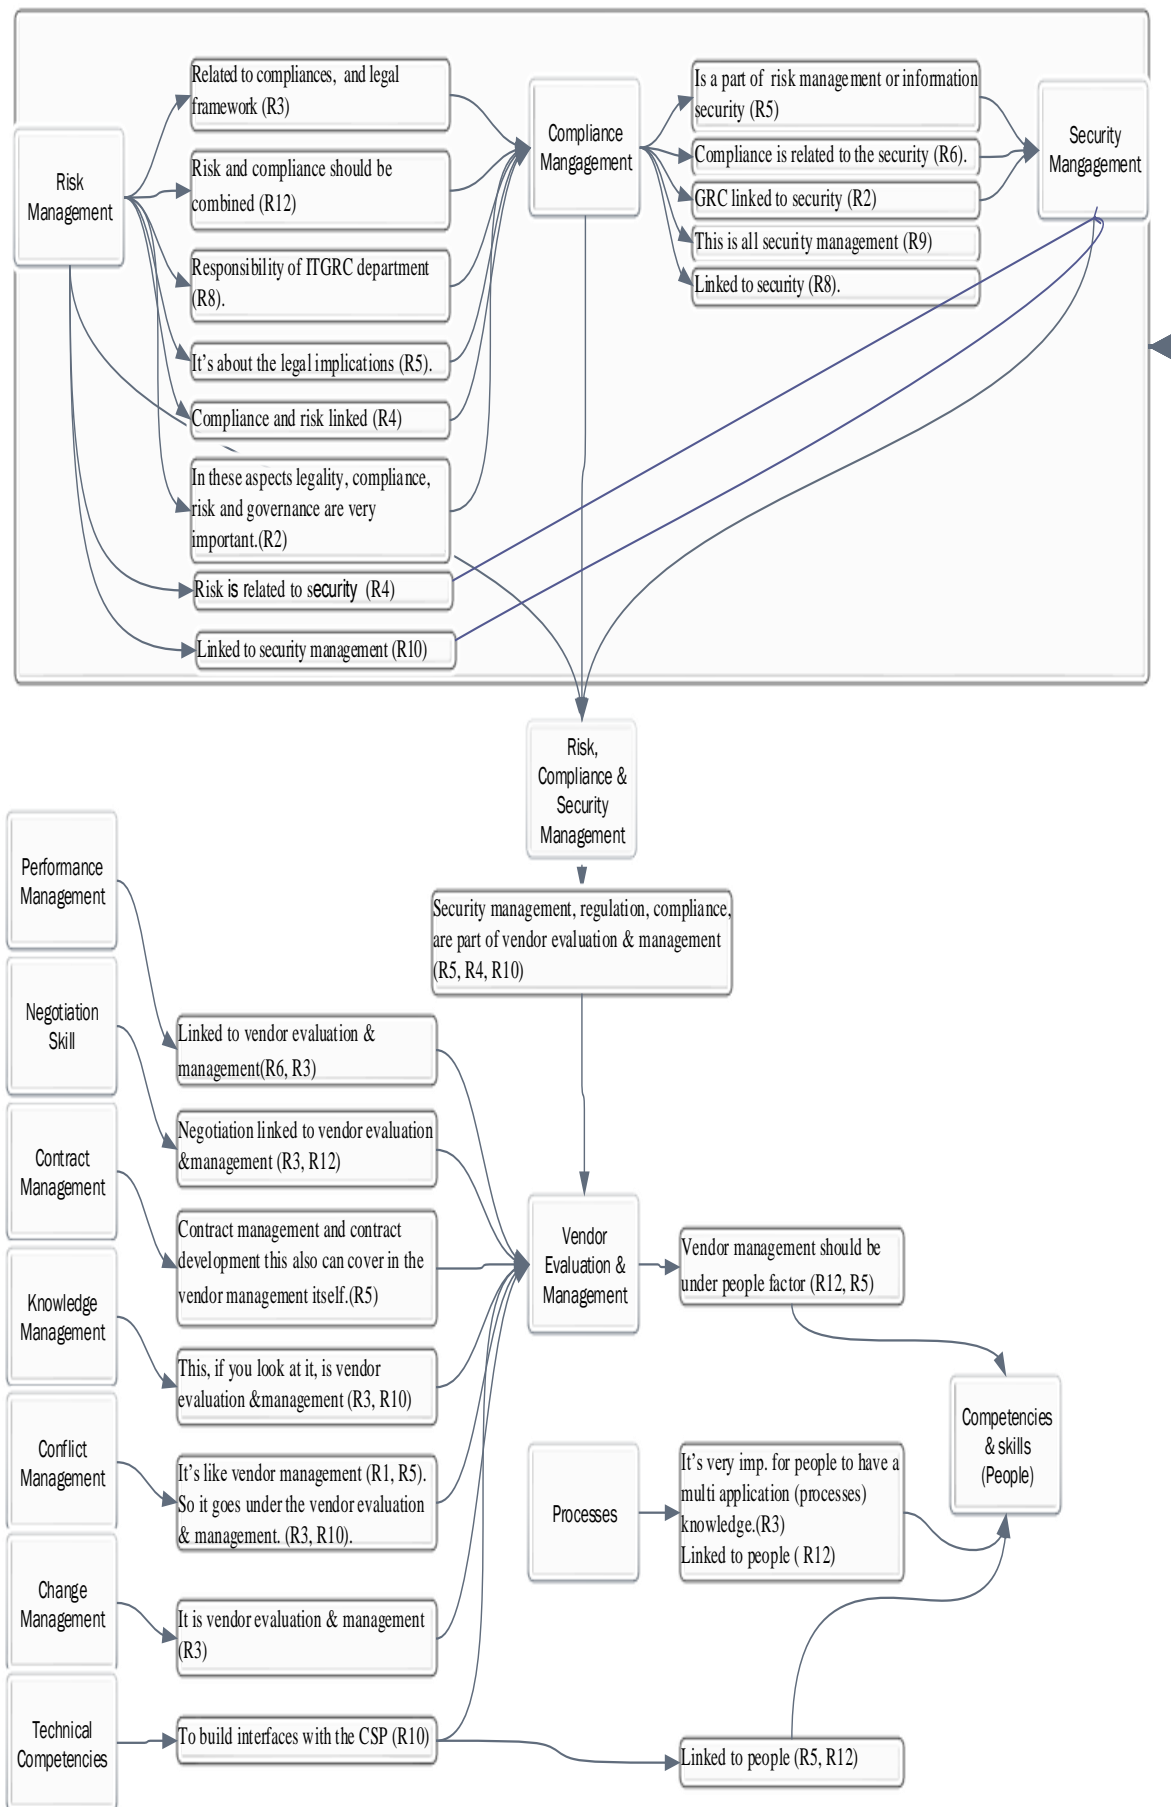 Risk
Management
Related to compliances, and legal
framework (R3)
Risk and compliance should be
combined (R12)
Responsibility of ITGRC department
(R8).
It's about the legal implications (R5).
Compliance and risk linked (R4)
In these aspects legality, compliance,
risk and governance are very
important.(R2)
Risk is related to security (R4)
Linked to security management (R10)
Compliance
Mangagement
Is a part of risk management or information
security (R5)
Compliance is related to the security (R6).
GRC linked to security (R2)
This is all security management (R9)
Linked to security (R8).
Security
Mangagement
Risk,
Compliance &
Security
Management
Security management, regulation, compliance,
are part of vendor evaluation & management
(R5, R4, R10)
Performance
Management
Negotiation
Skill
Contract
Management
Knowledge
Management
Conflict
Management
Change
Management
Technical
Competencies
Linked to vendor evaluation &
management(R6, R3)
Negotiation linked to vendor evaluation
&management (R3, R12)
Contract management and contract
development this also can cover in the
vendor management itself.(R5)
This, if you look at it, is vendor
evaluation &management (R3, R10)
It's like vendor management (R1, R5).
So it goes under the vendor evaluation
& management. (R3, R10).
It is vendor evaluation & management
(R3)
To build interfaces with the CSP (R10)
Vendor
Evaluation &
Management
Vendor management should be
under people factor (R12, R5)
Processes
It's very imp. for people to have a
multi application (processes)
knowledge.(R3)
Linked to people ( R12)
Linked to people (R5, R12)
Competencies
& skills
(People)